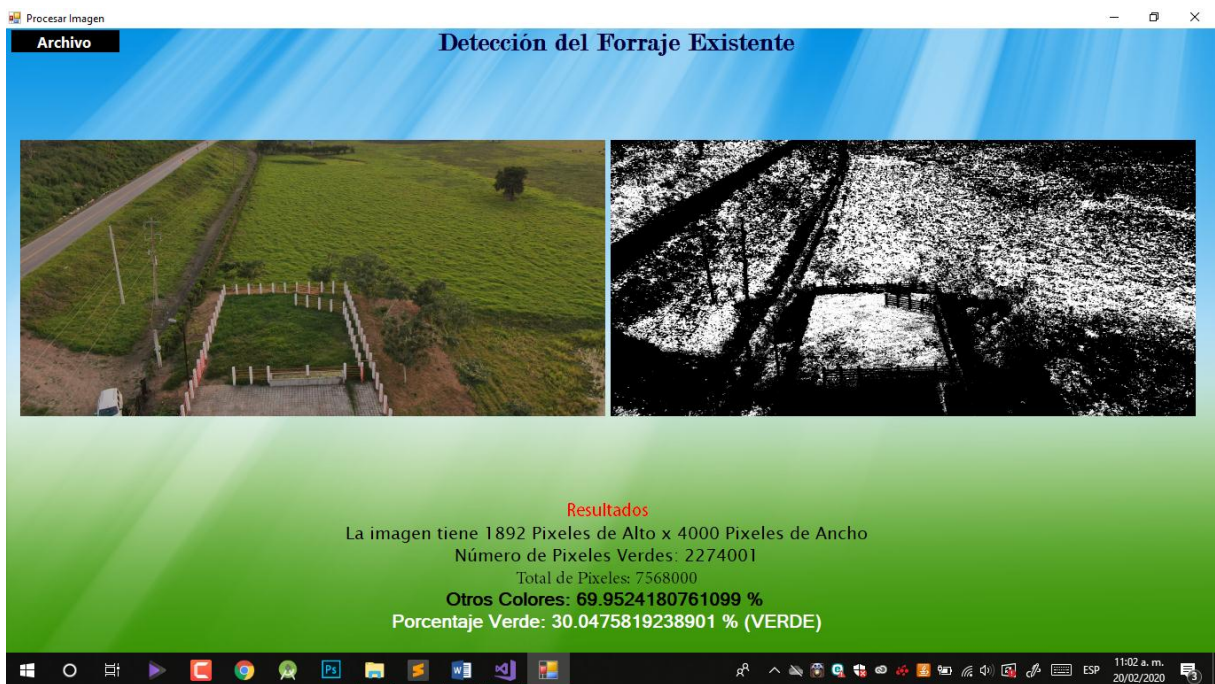 Procesar Imagen
Archivo
Detección del Forraje Existente
Resultados
La imagen tiene 1892 Pixeles de Alto x 4000 Pixeles de Ancho
Número de Pixeles Verdes: 2274001
Total de Pixeles: 7568000
Otros Colores: 69.9524180761099 %
Porcentaje Verde: 30.0475819238901 % (VERDE)
Ps
ESP
11:02 a. m.
20/02/2020
3